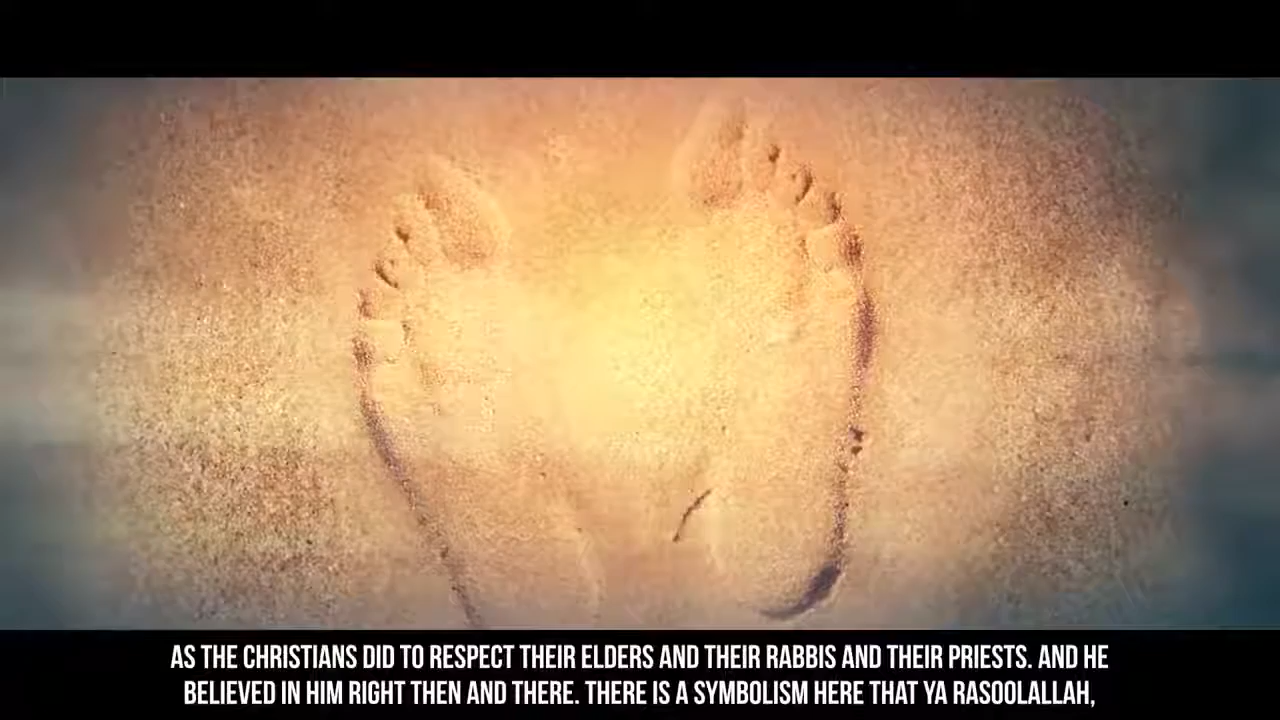 AS THE CHRISTIANS DID TO RESPECT THEIR ELDERS AND THEIR RABBIS AND THEIR PRIESTS. AND HE
BELIEVED IN HIM RIGHT THEN AND THERE. THERE IS A SYMBOLISM HERE THAT YA RASOOLALLAH,